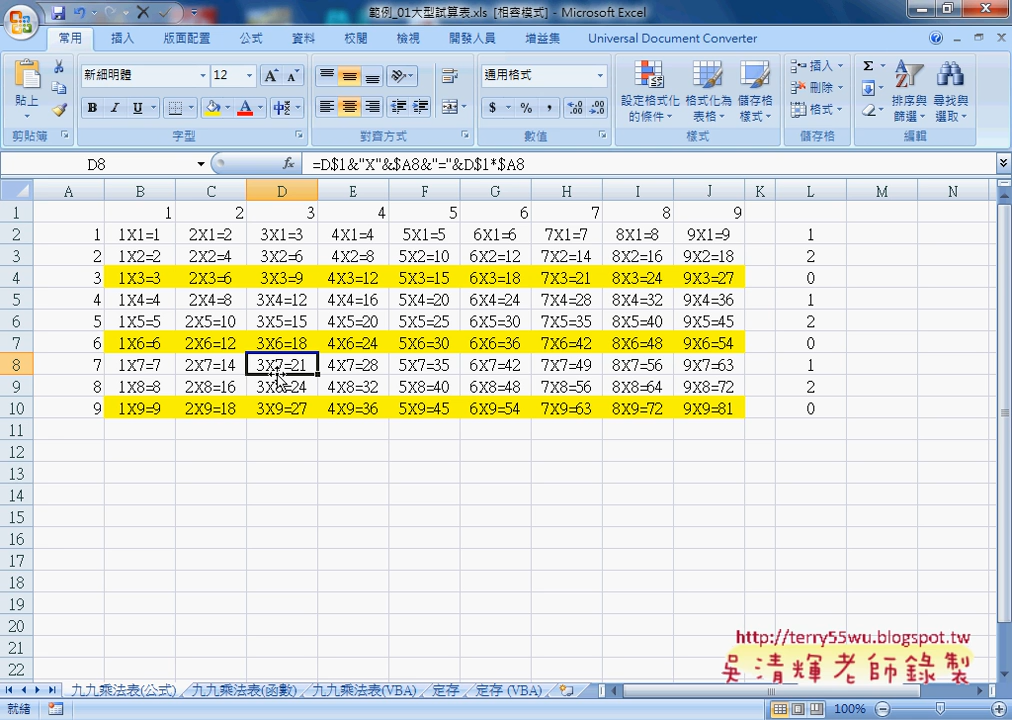 範例_01大型試算表.xls [相容模式] - Microsoft Excel
常用 插入 版面配置 公式 資料 校閱 檢視 開發人員 增益集 Universal Document Converter
新細明體 12 通用格式
貼上 設定格式化的條件 格式化為表格 儲存格樣式 插入 刪除 格式 排序與篩選 尋找與選取
剪貼簿 字型 對齊方式 數值 樣式 儲存格 編輯
D8 fx =D$1&"X"&$A8&"="&D$1*$A8
A B C D E F G H I J K L M N
1 1 2 3 4 5 6 7 8 9
2 1 1X1=1 2X1=2 3X1=3 4X1=4 5X1=5 6X1=6 7X1=7 8X1=8 9X1=9 1
3 2 1X2=2 2X2=4 3X2=6 4X2=8 5X2=10 6X2=12 7X2=14 8X2=16 9X2=18 2
4 3 1X3=3 2X3=6 3X3=9 4X3=12 5X3=15 6X3=18 7X3=21 8X3=24 9X3=27 0
5 4 1X4=4 2X4=8 3X4=12 4X4=16 5X4=20 6X4=24 7X4=28 8X4=32 9X4=36 1
6 5 1X5=5 2X5=10 3X5=15 4X5=20 5X5=25 6X5=30 7X5=35 8X5=40 9X5=45 2
7 6 1X6=6 2X6=12 3X6=18 4X6=24 5X6=30 6X6=36 7X6=42 8X6=48 9X6=54 0
8 7 1X7=7 2X7=14 3X7=21 4X7=28 5X7=35 6X7=42 7X7=49 8X7=56 9X7=63 1
9 8 1X8=8 2X8=16 3X8=24 4X8=32 5X8=40 6X8=48 7X8=56 8X8=64 9X8=72 2
10 9 1X9=9 2X9=18 3X9=27 4X9=36 5X9=45 6X9=54 7X9=63 8X9=72 9X9=81 0
11
12
13
14
15
16
17
18
19
20
21
22
http://terry55wu.blogspot.tw
吳清輝老師錄製
九九乘法表(公式) 九九乘法表(函數) 九九乘法表(VBA) 定存 定存 (VBA)
就緒 100%